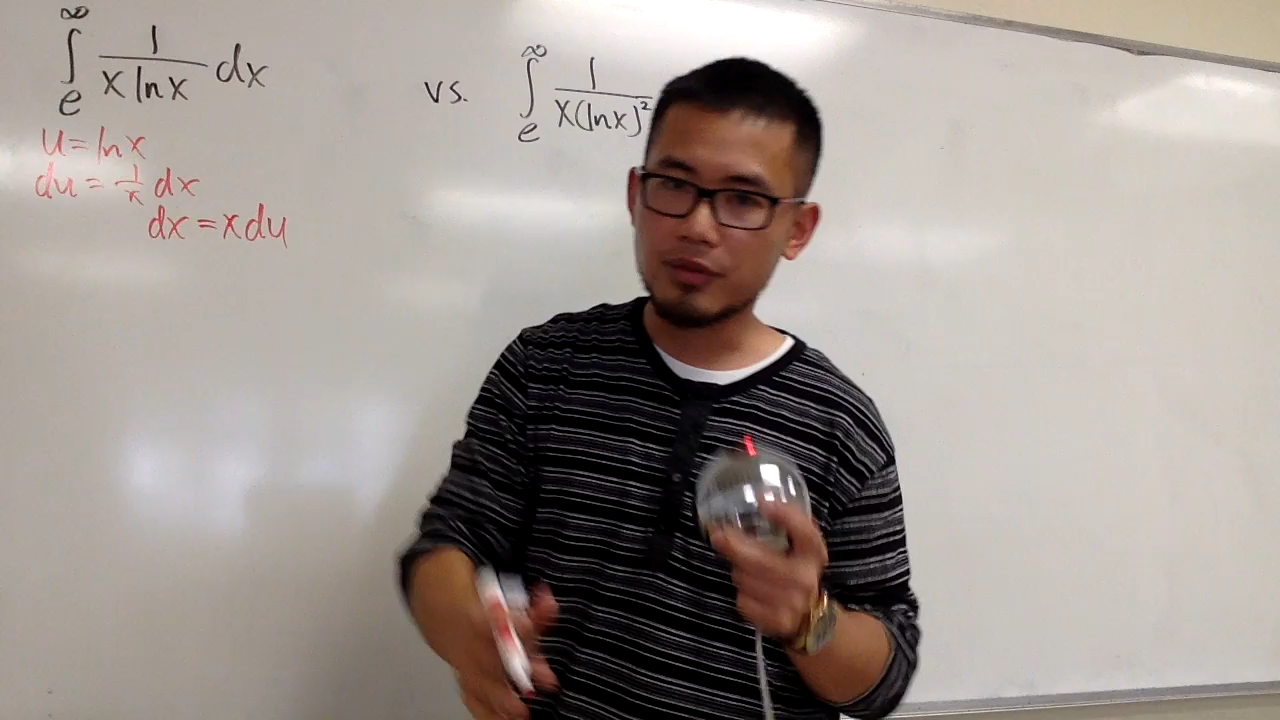 ∫_e^∞ 1/(x ln x) dx vs. ∫_e^∞ 1/(x(ln x)^2)
u = ln x
du = 1/x dx
dx = x du